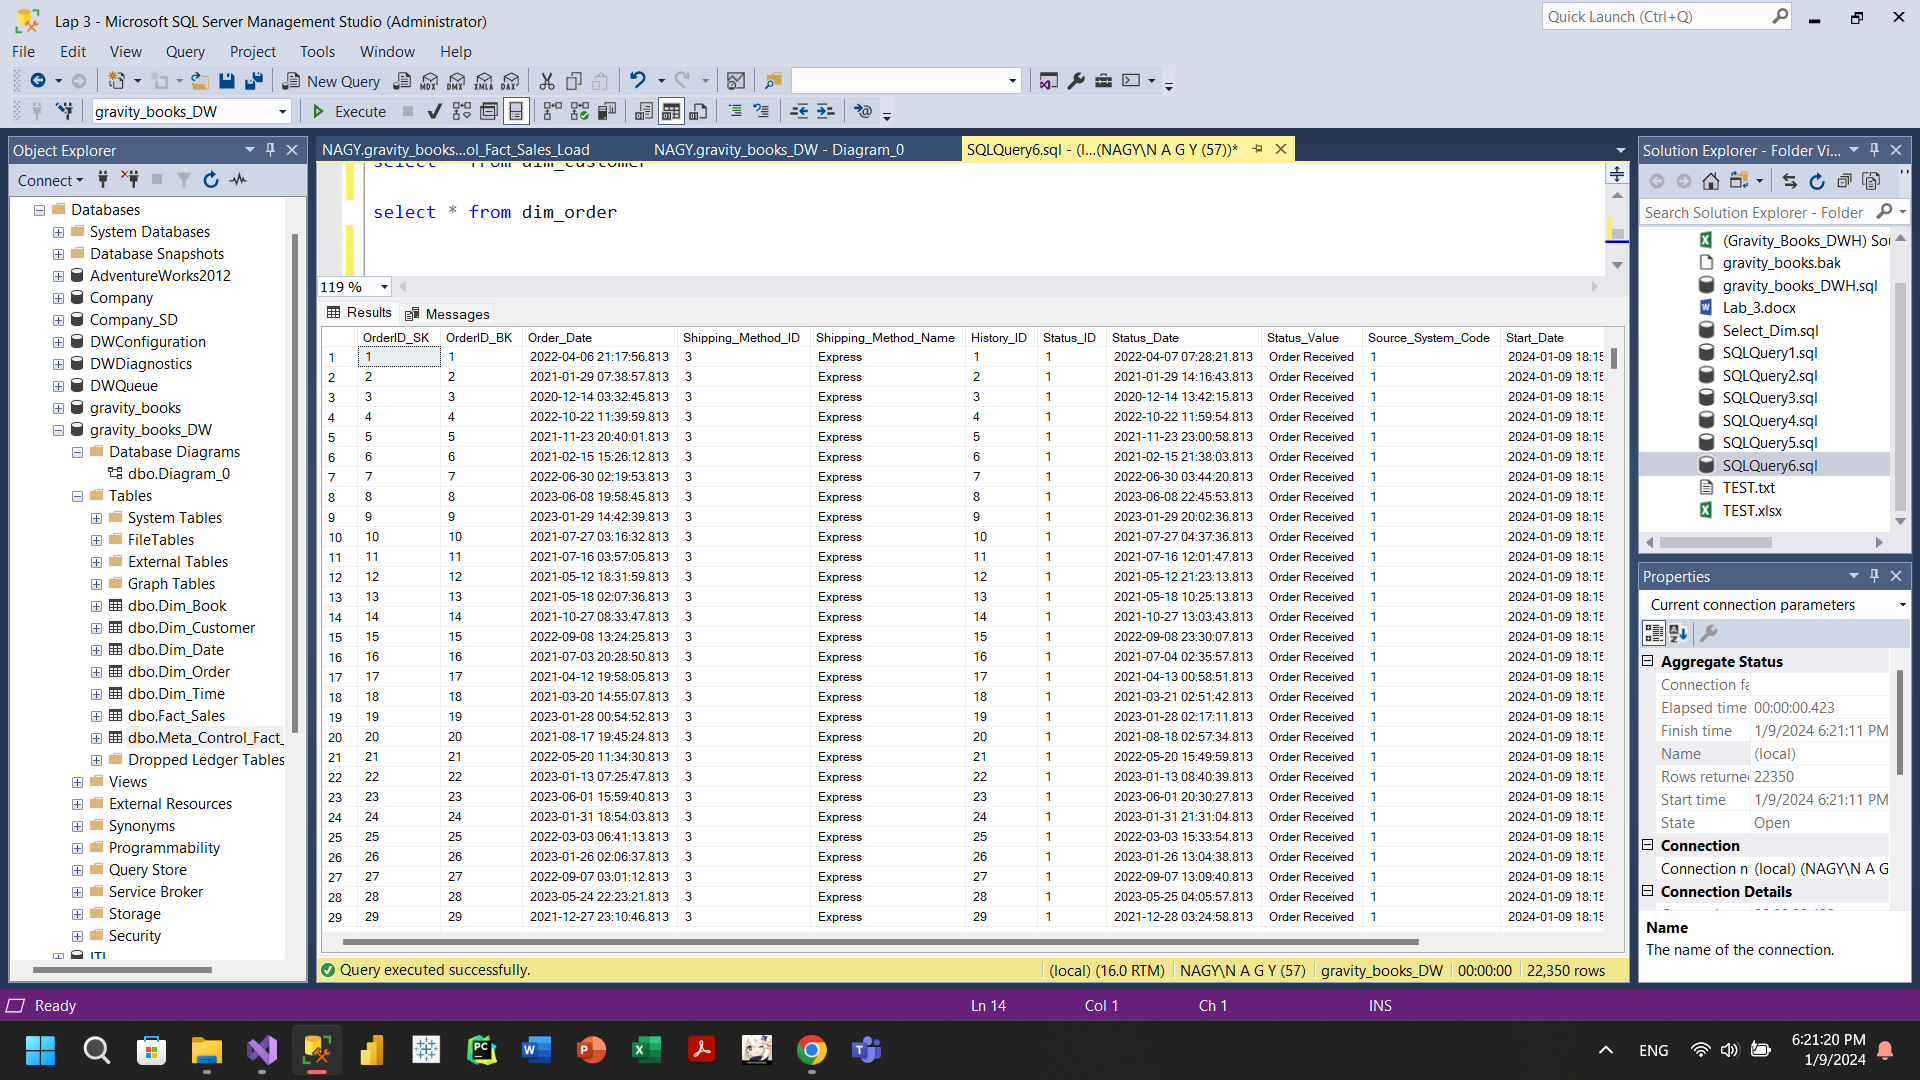 Lap 3 - Microsoft SQL Server Management Studio (Administrator)
Quick Launch (Ctrl+Q)
File Edit View Query Project Tools Window Help
New Query MDX DMX XMLA DAX
gravity_books_DW Execute
Object Explorer
Connect
Databases
System Databases
Database Snapshots
AdventureWorks2012
Company
Company_SD
DWConfiguration
DWDiagnostics
DWQueue
gravity_books
gravity_books_DW
Database Diagrams
dbo.Diagram_0
Tables
System Tables
FileTables
External Tables
Graph Tables
dbo.Dim_Book
dbo.Dim_Customer
dbo.Dim_Date
dbo.Dim_Order
dbo.Dim_Time
dbo.Fact_Sales
dbo.Meta_Control_Fact_
Dropped Ledger Tables
Views
External Resources
Synonyms
Programmability
Query Store
Service Broker
Storage
Security
ITI
NAGY.gravity_books...ol_Fact_Sales_Load NAGY.gravity_books_DW - Diagram_0 SQLQuery6.sql - (l...(NAGY\N A G Y (57))*
select * from dim_customer
select * from dim_order
119 %
Results Messages
OrderID_SK OrderID_BK Order_Date Shipping_Method_ID Shipping_Method_Name History_ID Status_ID Status_Date Status_Value Source_System_Code Start_Date
1 1 1 2022-04-06 21:17:56.813 3 Express 1 1 2022-04-07 07:28:21.813 Order Received 1 2024-01-09 18:15
2 2 2 2021-01-29 07:38:57.813 3 Express 2 1 2021-01-29 14:16:43.813 Order Received 1 2024-01-09 18:15
3 3 3 2020-12-14 03:32:45.813 3 Express 3 1 2020-12-14 13:42:15.813 Order Received 1 2024-01-09 18:15
4 4 4 2022-10-22 11:39:59.813 3 Express 4 1 2022-10-22 11:59:54.813 Order Received 1 2024-01-09 18:15
5 5 5 2021-11-23 20:40:01.813 3 Express 5 1 2021-11-23 23:00:58.813 Order Received 1 2024-01-09 18:15
6 6 6 2021-02-15 15:26:12.813 3 Express 6 1 2021-02-15 21:38:03.813 Order Received 1 2024-01-09 18:15
7 7 7 2022-06-30 02:19:53.813 3 Express 7 1 2022-06-30 03:44:20.813 Order Received 1 2024-01-09 18:15
8 8 8 2023-06-08 19:58:45.813 3 Express 8 1 2023-06-08 22:45:53.813 Order Received 1 2024-01-09 18:15
9 9 9 2023-01-29 14:42:39.813 3 Express 9 1 2023-01-29 20:02:36.813 Order Received 1 2024-01-09 18:15
10 10 10 2021-07-27 03:16:32.813 3 Express 10 1 2021-07-27 04:37:36.813 Order Received 1 2024-01-09 18:15
11 11 11 2021-07-16 03:57:05.813 3 Express 11 1 2021-07-16 12:01:47.813 Order Received 1 2024-01-09 18:15
12 12 12 2021-05-12 18:31:59.813 3 Express 12 1 2021-05-12 21:23:13.813 Order Received 1 2024-01-09 18:15
13 13 13 2021-05-18 02:07:36.813 3 Express 13 1 2021-05-18 10:25:13.813 Order Received 1 2024-01-09 18:15
14 14 14 2021-10-27 08:33:47.813 3 Express 14 1 2021-10-27 13:03:43.813 Order Received 1 2024-01-09 18:15
15 15 15 2022-09-08 13:24:25.813 3 Express 15 1 2022-09-08 23:30:07.813 Order Received 1 2024-01-09 18:15
16 16 16 2021-07-03 20:28:50.813 3 Express 16 1 2021-07-04 02:35:57.813 Order Received 1 2024-01-09 18:15
17 17 17 2021-04-12 19:58:05.813 3 Express 17 1 2021-04-13 00:58:51.813 Order Received 1 2024-01-09 18:15
18 18 18 2021-03-20 14:55:07.813 3 Express 18 1 2021-03-21 02:51:42.813 Order Received 1 2024-01-09 18:15
19 19 19 2023-01-28 00:54:52.813 3 Express 19 1 2023-01-28 02:17:11.813 Order Received 1 2024-01-09 18:15
20 20 20 2021-08-17 19:45:24.813 3 Express 20 1 2021-08-18 02:57:34.813 Order Received 1 2024-01-09 18:15
21 21 21 2022-05-20 11:34:30.813 3 Express 21 1 2022-05-20 15:49:59.813 Order Received 1 2024-01-09 18:15
22 22 22 2023-01-13 07:25:47.813 3 Express 22 1 2023-01-13 08:40:39.813 Order Received 1 2024-01-09 18:15
23 23 23 2023-06-01 15:59:40.813 3 Express 23 1 2023-06-01 20:30:27.813 Order Received 1 2024-01-09 18:15
24 24 24 2023-01-31 18:54:03.813 3 Express 24 1 2023-01-31 21:31:04.813 Order Received 1 2024-01-09 18:15
25 25 25 2022-03-03 06:41:13.813 3 Express 25 1 2022-03-03 15:33:54.813 Order Received 1 2024-01-09 18:15
26 26 26 2023-01-26 02:06:37.813 3 Express 26 1 2023-01-26 13:04:38.813 Order Received 1 2024-01-09 18:15
27 27 27 2022-09-07 03:01:12.813 3 Express 27 1 2022-09-07 13:09:40.813 Order Received 1 2024-01-09 18:15
28 28 28 2023-05-24 22:23:21.813 3 Express 28 1 2023-05-25 04:05:57.813 Order Received 1 2024-01-09 18:15
29 29 29 2021-12-27 23:10:46.813 3 Express 29 1 2021-12-28 03:24:58.813 Order Received 1 2024-01-09 18:15
Query executed successfully. (local) (16.0 RTM) NAGY\N A G Y (57) gravity_books_DW 00:00:00 22,350 rows
Solution Explorer - Folder Vi...
Search Solution Explorer - Folder
(Gravity_Books_DWH) Sou
gravity_books.bak
gravity_books_DWH.sql
Lab_3.docx
Select_Dim.sql
SQLQuery1.sql
SQLQuery2.sql
SQLQuery3.sql
SQLQuery4.sql
SQLQuery5.sql
SQLQuery6.sql
TEST.txt
TEST.xlsx
Properties
Current connection parameters
Aggregate Status
Connection fa
Elapsed time 00:00:00.423
Finish time 1/9/2024 6:21:11 PM
Name (local)
Rows returned 22350
Start time 1/9/2024 6:21:11 PM
State Open
Connection
Connection n (local) (NAGY\N A G
Connection Details
Name
The name of the connection.
Ready Ln 14 Col 1 Ch 1 INS
ENG 6:21:20 PM
1/9/2024